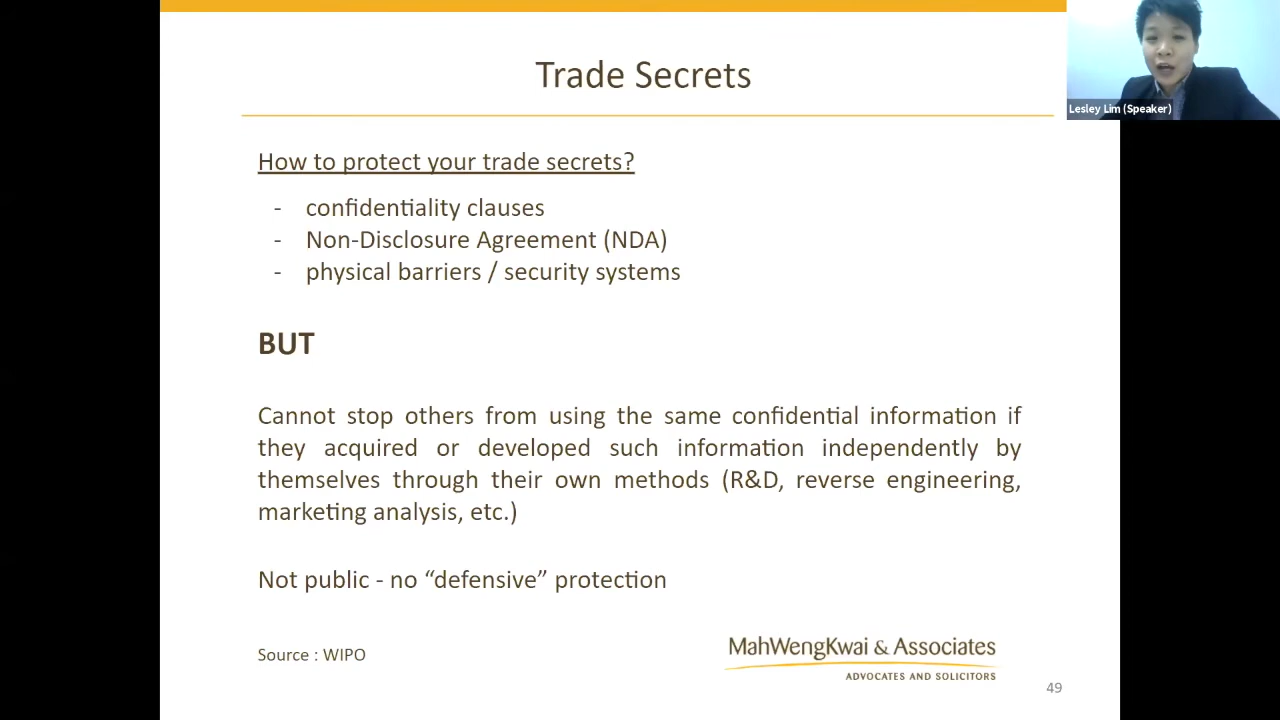 Trade Secrets
Lesley Lim (Speaker)
How to protect your trade secrets?
- confidentiality clauses
- Non-Disclosure Agreement (NDA)
- physical barriers / security systems
BUT
Cannot stop others from using the same confidential information if
they acquired or developed such information independently by
themselves through their own methods (R&D, reverse engineering,
marketing analysis, etc.)
Not public - no “defensive” protection
Source : WIPO
MahWengKwai & Associates
ADVOCATES AND SOLICITORS
49